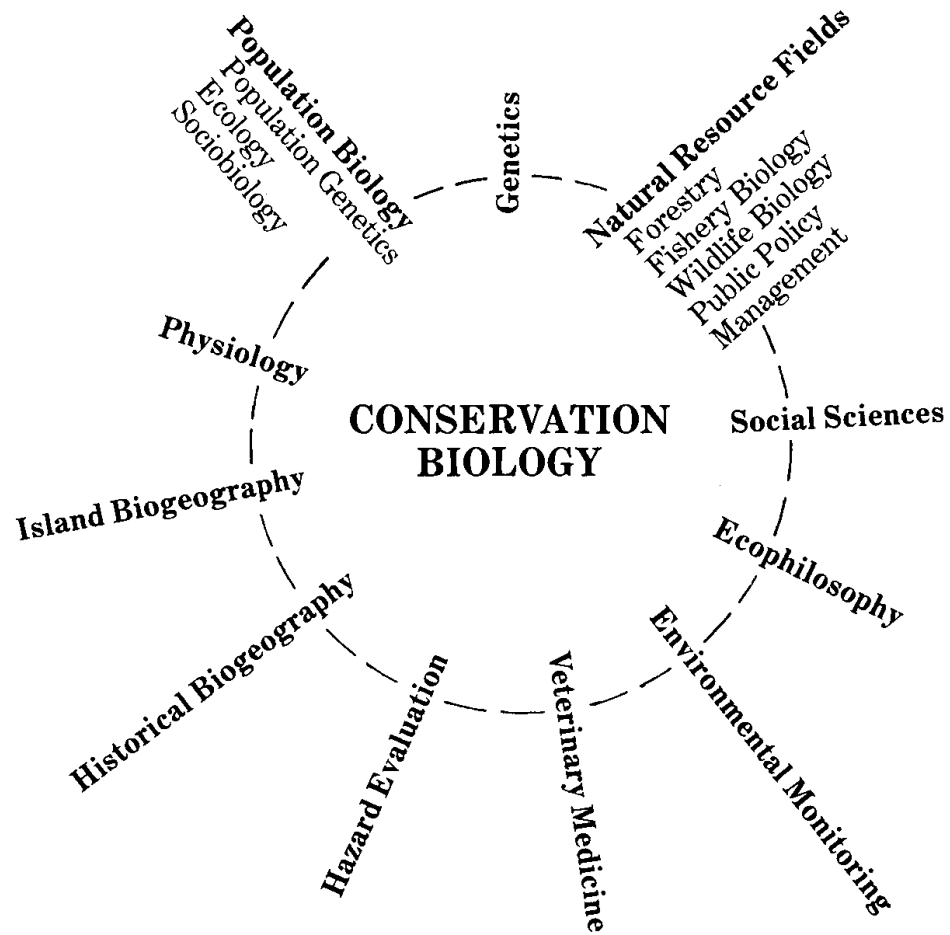 Population Biology
Population Genetics
Ecology
Sociobiology
Genetics
Natural Resource Fields
Forestry
Fishery Biology
Wildlife Biology
Public Policy
Management
Physiology
CONSERVATION
BIOLOGY
Social Sciences
Island Biogeography
Ecophilosophy
Historical Biogeography
Hazard Evaluation
Veterinary Medicine
Environmental Monitoring